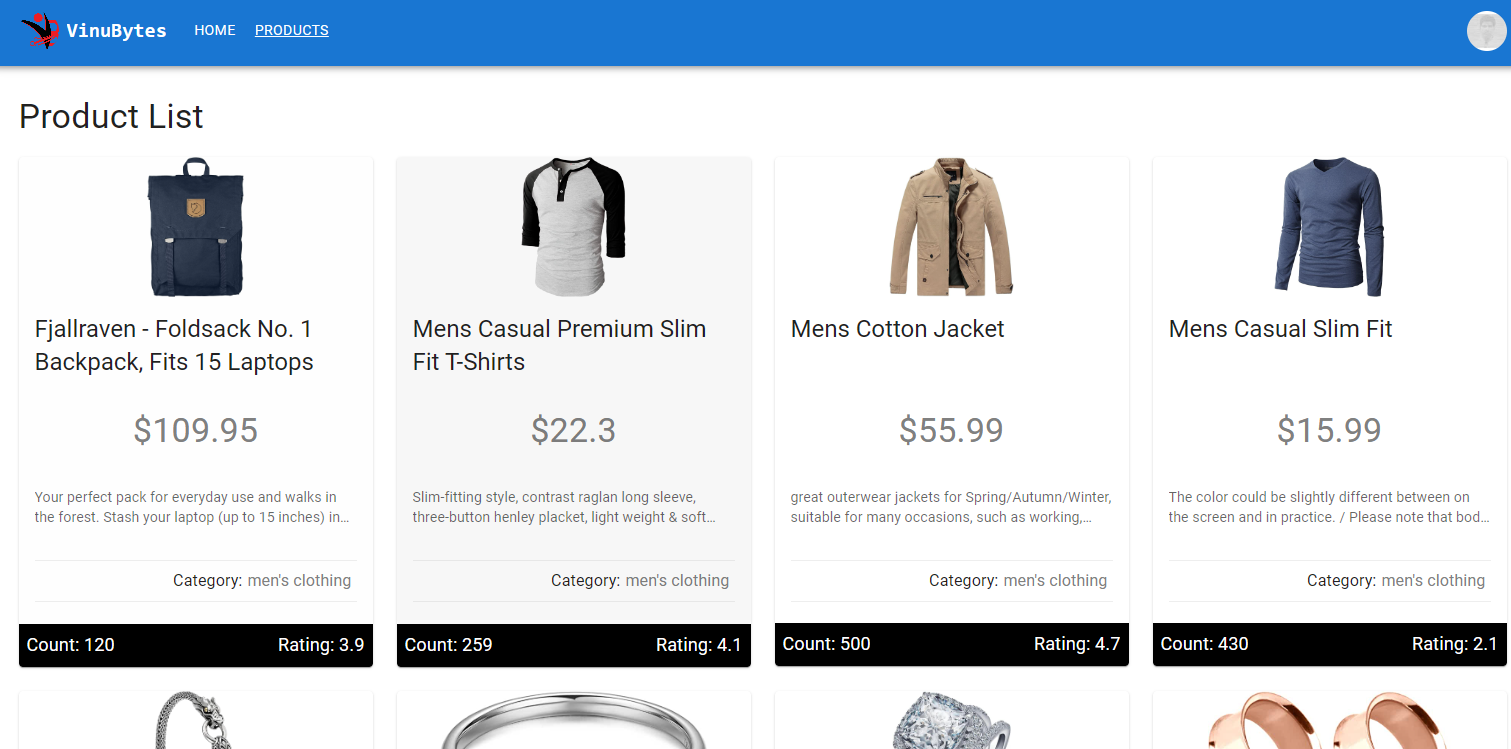 VinuBytes HOME PRODUCTS
Product List
Fjallraven - Foldsack No. 1
Backpack, Fits 15 Laptops
$109.95
Your perfect pack for everyday use and walks in
the forest. Stash your laptop (up to 15 inches) in...
Category: men's clothing
Count: 120 Rating: 3.9
Mens Casual Premium Slim
Fit T-Shirts
$22.3
Slim-fitting style, contrast raglan long sleeve,
three-button henley placket, light weight & soft...
Category: men's clothing
Count: 259 Rating: 4.1
Mens Cotton Jacket
$55.99
great outerwear jackets for Spring/Autumn/Winter,
suitable for many occasions, such as working,...
Category: men's clothing
Count: 500 Rating: 4.7
Mens Casual Slim Fit
$15.99
The color could be slightly different between on
the screen and in practice. / Please note that bod...
Category: men's clothing
Count: 430 Rating: 2.1